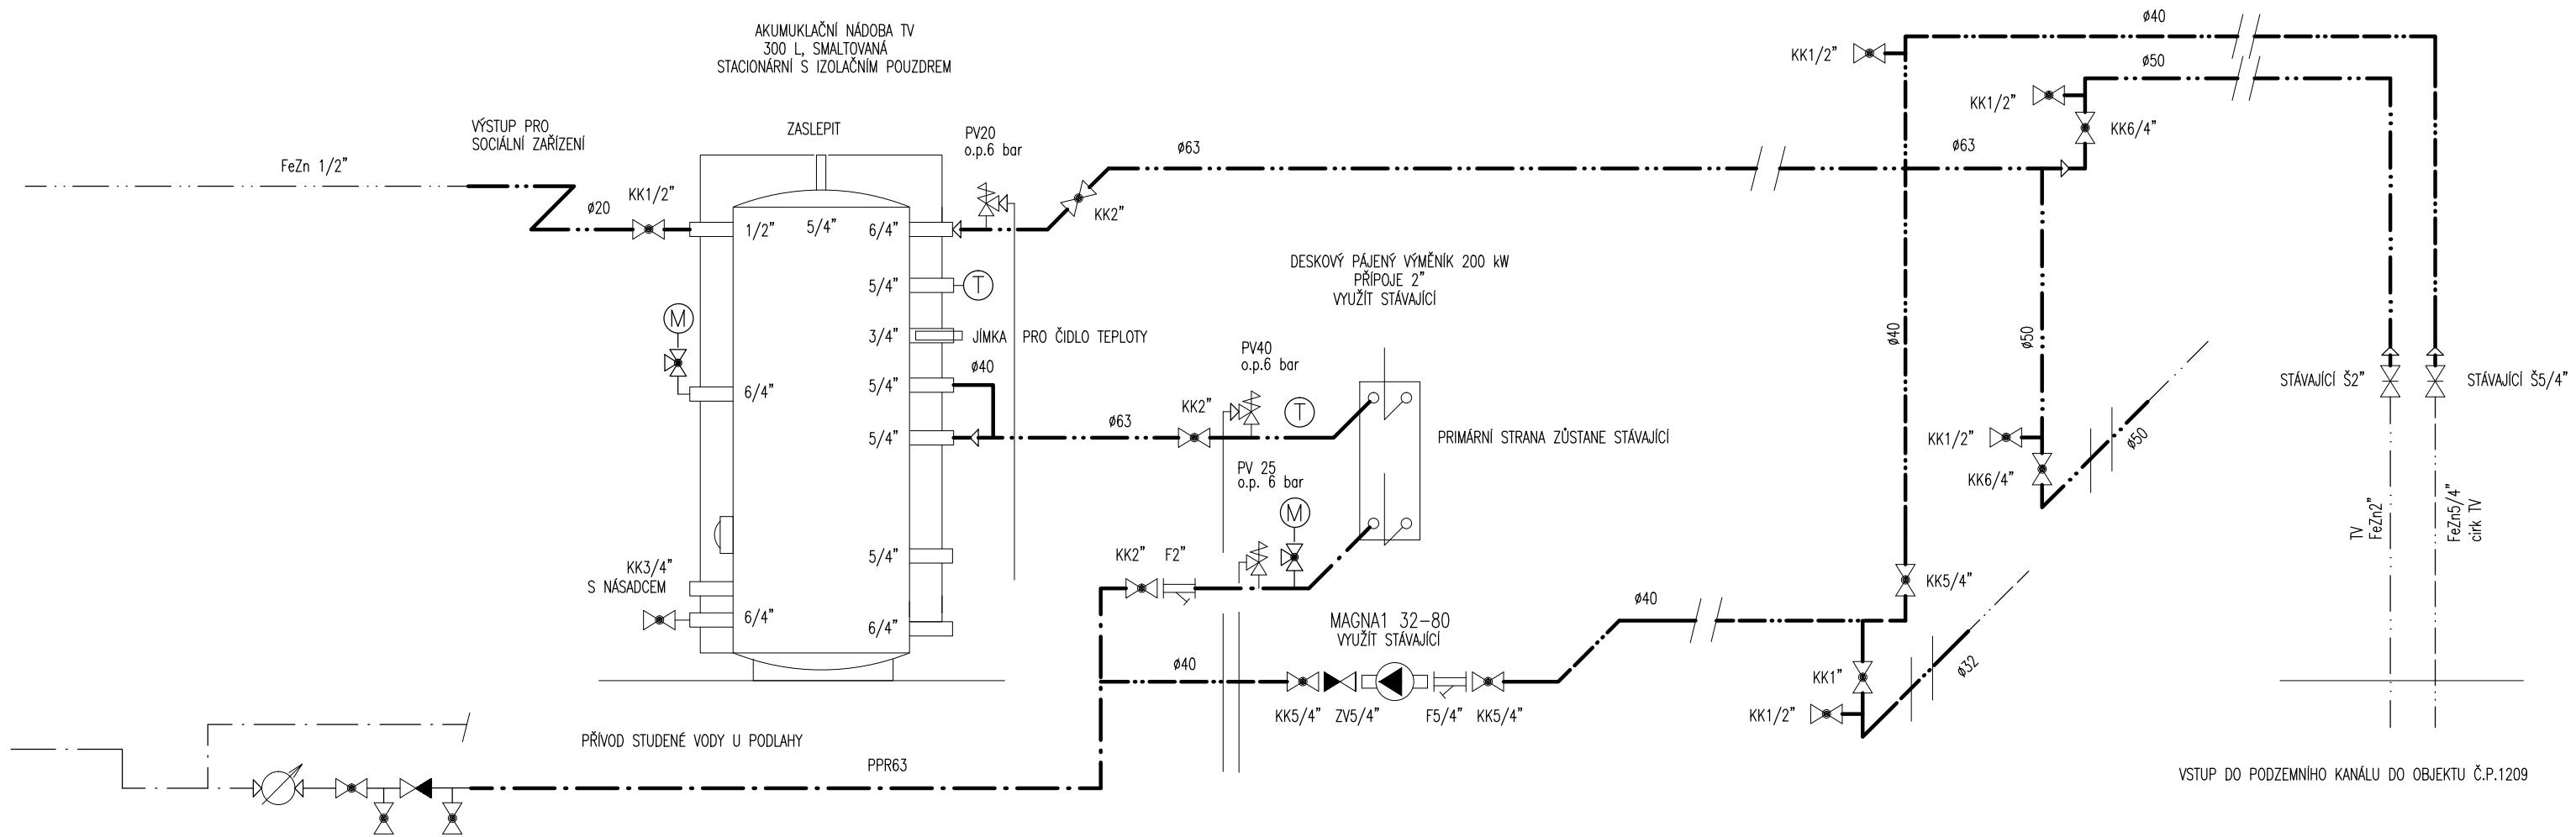 AKUMUKLAČNÍ NÁDOBA TV
300 L, SMALTOVANÁ
STACIONÁRNÍ S IZOLAČNÍM POUZDREM
VÝSTUP PRO
SOCIÁLNÍ ZAŘÍZENÍ
ZASLEPIT
PV20
o.p.6 bar
FeZn 1/2"
ø20
KK1/2"
1/2"
5/4"
6/4"
KK2"
ø63
5/4"
T
M
3/4"
JÍMKA PRO ČIDLO TEPLOTY
6/4"
5/4"
ø40
5/4"
ø63
KK2"
PV40
o.p.6 bar
T
DESKOVÝ PÁJENÝ VÝMĚNÍK 200 kW
PŘÍPOJE 2"
VYUŽÍT STÁVAJÍCÍ
PRIMÁRNÍ STRANA ZŮSTANE STÁVAJÍCÍ
PV 25
o.p. 6 bar
M
KK2"
F2"
5/4"
KK3/4"
S NÁSADCEM
6/4"
6/4"
MAGNA1 32-80
VYUŽÍT STÁVAJÍCÍ
ø40
KK5/4"
ZV5/4"
F5/4"
KK5/4"
ø40
PŘÍVOD STUDENÉ VODY U PODLAHY
PPR63
KK1/2"
ø40
ø50
KK1/2"
KK6/4"
ø63
ø40
ø50
KK1/2"
KK6/4"
ø50
KK5/4"
KK1"
KK1/2"
ø32
STÁVAJÍCÍ Š2"
STÁVAJÍCÍ Š5/4"
TV
FeZn2"
FeZn5/4"
cirk TV
VSTUP DO PODZEMNÍHO KANÁLU DO OBJEKTU Č.P.1209